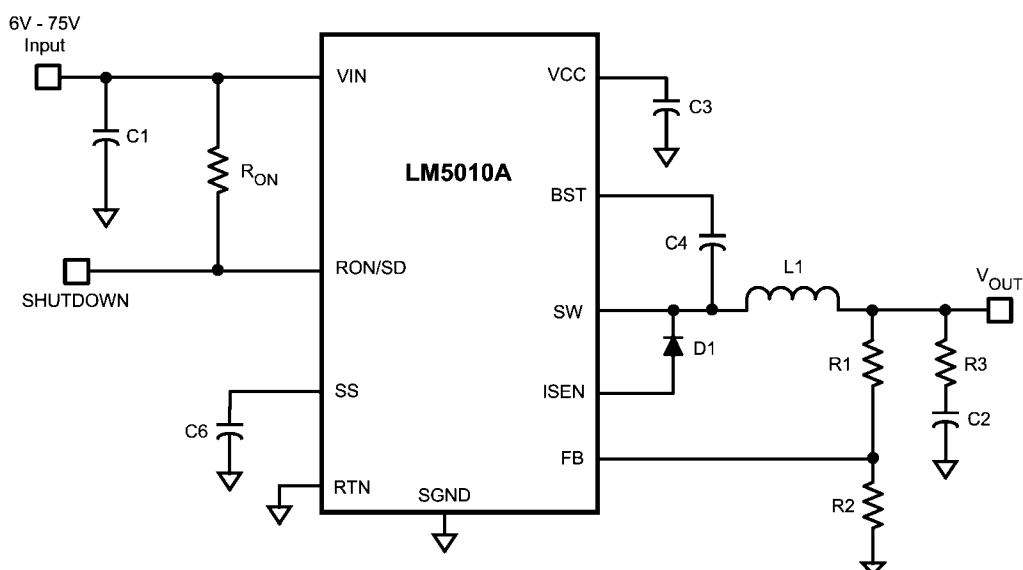 6V - 75V
Input
VIN
VCC
C1
C3
RON
LM5010A
BST
C4
L1
VOUT
SHUTDOWN
RON/SD
SW
D1
R1
R3
ISEN
SS
C2
C6
FB
RTN
SGND
R2